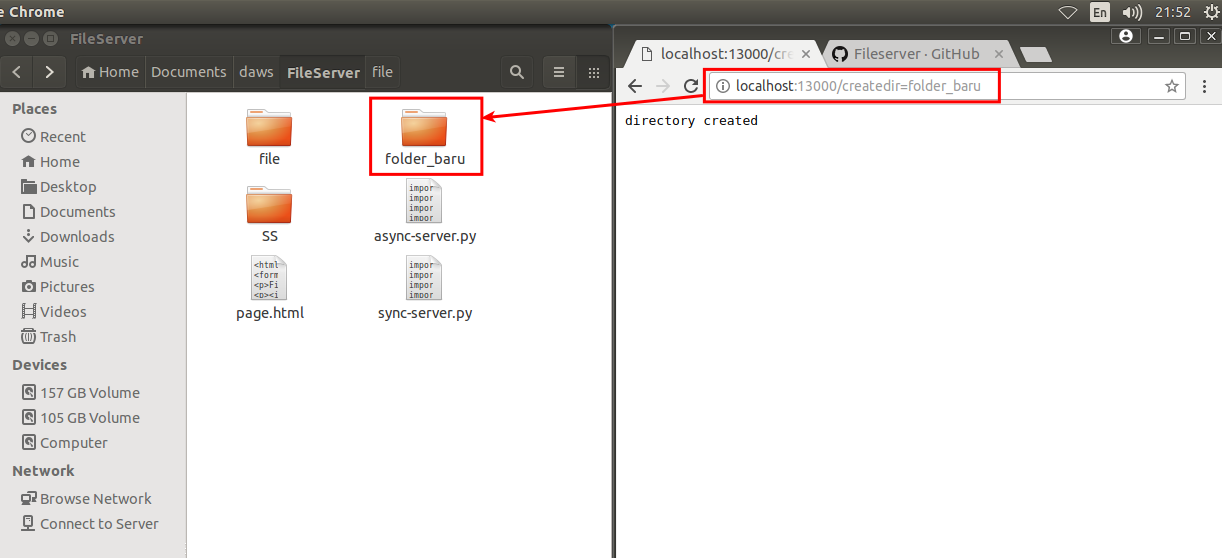 e Chrome
En
21:52
FileServer
Home
Documents
daws
FileServer
file
Places
Recent
Home
Desktop
Documents
Downloads
Music
Pictures
Videos
Trash
Devices
157 GB Volume
105 GB Volume
Computer
Network
Browse Network
Connect to Server
file
folder_baru
SS
impor
impor
impor
impor
async-server.py
<html
<form
<p>Fi
<p><i
page.html
impor
impor
impor
impor
sync-server.py
localhost:13000/cre
Fileserver · GitHub
localhost:13000/createdir=folder_baru
directory created